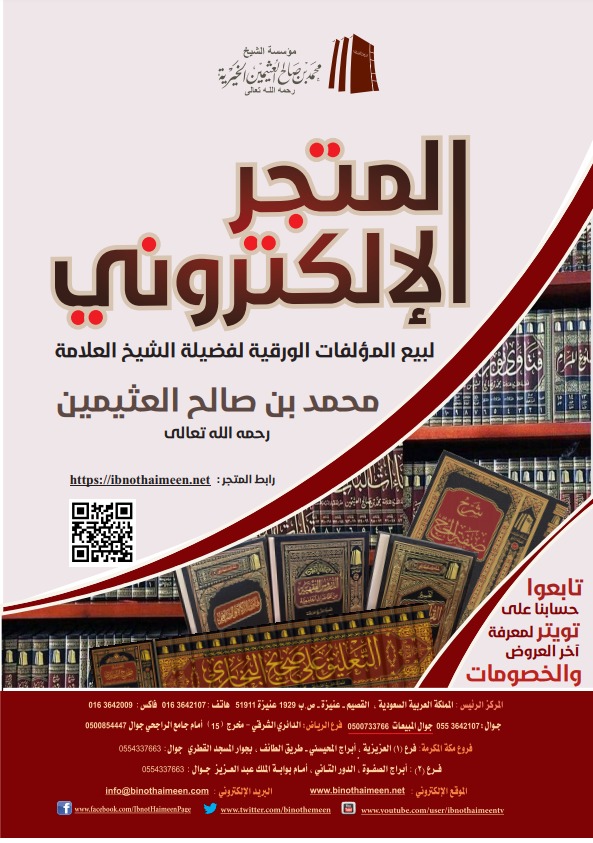 مؤسسة الشيخ
محمد بن صالح العثيمين الخيرية
رحمه الله تعالى
المتجر
الإلكتروني
لبيع المؤلفات الورقية لفضيلة الشيخ العلامة
محمد بن صالح العثيمين
رحمه الله تعالى
رابط المتجر: https://ibnothaimeen.net
شرح
صفة الحج
التعليق على صحيح البخاري
تابعوا
حسابنا على
تويتر لمعرفة
آخر العروض
والخصومات
المركز الرئيس : المملكة العربية السعودية ، القصيم ـ عنيزة ـ ص.ب 1929 عنيزة 51911 هاتف : 3642107 016 فاكس : 3642009 016
جوال : 3642107 055 جوال المبيعات 0500733766 فرع الرياض: الدائري الشرقي - مخرج (15) أمام جامع الراجحي جوال 0500854447
فروع مكة المكرمة: فرع (١) العزيزية ، أبراج المحيسني ـ طريق الطائف ، بجوار المسجد القطري جوال: 0554337663
فرع (٢) : أبراج الصفوة ، الدور الثاني ، أمام بوابة الملك عبد العزيز جوال : 0554337663
الموقع الإلكتروني : www.binothaimeen.net البريد الإلكتروني : info@binothaimeen.com
www.facebook.com/IbnotHaimeenPage www.twitter.com/binothemeen www.youtube.com/user/ibnothaimeentv